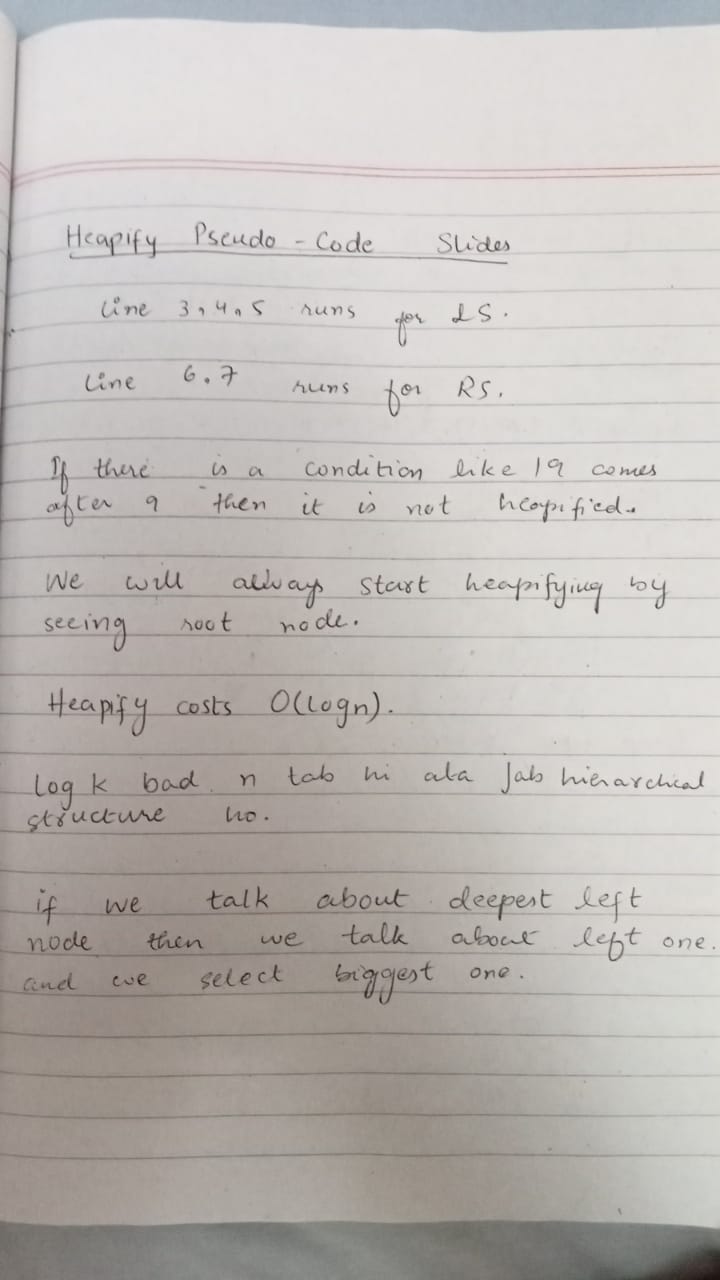 Heapify Pseudo - Code Slides
Line 3,4,5 runs for LS.
Line 6,7 runs for RS.
If there is a condition like 19 comes
after 9 then it is not heapified.
We will always start heapifying by
seeing root node.
Heapify costs O(logn).
log k bad n tab hi ata Jab hierarchical
structure ho.
if we talk about deepest left
node then we talk about left one.
and we select biggest one.